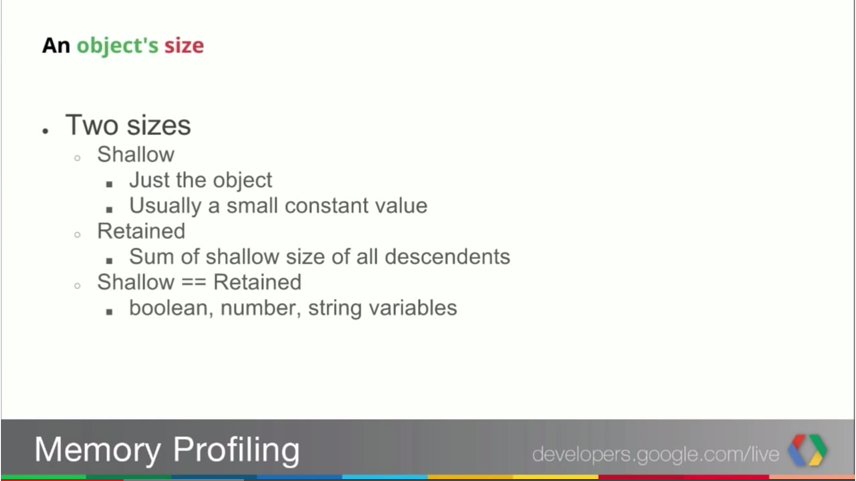 An object's size
Two sizes
Shallow
Just the object
Usually a small constant value
Retained
Sum of shallow size of all descendents
Shallow == Retained
boolean, number, string variables
Memory Profiling
developers.google.com/live